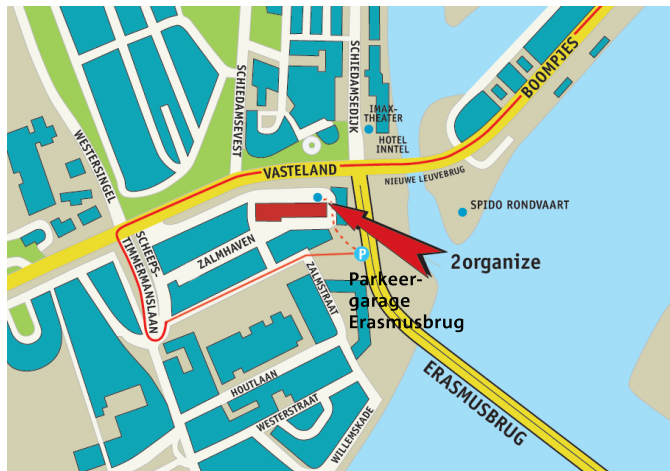 BOOMPJES
SCHIEDAMSEDIJK
SCHIEDAMSEVEST
IMAX-
THEATER
HOTEL
INNTEL
WESTERSINGEL
VASTELAND
NIEUWE LEUVEBRUG
SPIDO RONDVAART
SCHEEPS-
TIMMERMANSLAAN
ZALMHAVEN
P
2organize
ZALMSTRAAT
Parkeer-
garage
Erasmusbrug
HOUTLAAN
WESTERSTRAAT
WILLEMSKADE
ERASMUSBRUG